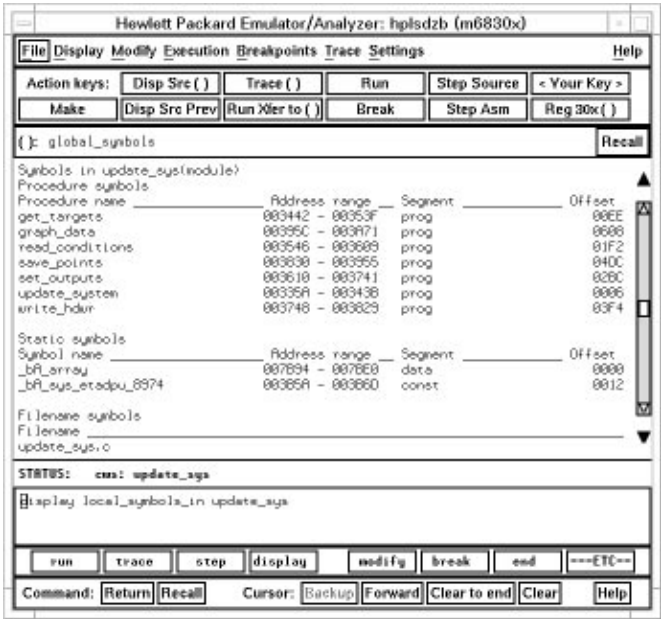 Hewlett Packard Emulator/Analyzer: hplsdzb (m6830x)
File Display Modify Execution Breakpoints Trace Settings Help
Action keys: Disp Src ( ) Trace ( ) Run Step Source < Your Key >
Make Disp Src Prev Run Xfer to ( ) Break Step Asm Reg 30x ( )
( ): global_symbols Recall
Symbols in update_sys(module)
Procedure symbols
Procedure name Address range Segment Offset
get_targets 003442 - 00353F prog 00EE
graph_data 00395C - 003A71 prog 0608
read_conditions 003546 - 003609 prog 01F2
save_points 003830 - 003955 prog 04DC
set_outputs 003610 - 003741 prog 02BC
update_system 00335A - 00343B prog 0006
write_hdwr 003748 - 003829 prog 03F4
Static symbols
Symbol name Address range Segment Offset
_bA_array 007894 - 0078E0 data 0000
_bA_sys_etadpu_8974 003B5A - 003B6D const 0012
Filename symbols
Filename
update_sys.c
STATUS: cws: update_sys
display local_symbols_in update_sys
run trace step display modify break end ---ETC--
Command: Return Recall Cursor: Backup Forward Clear to end Clear Help